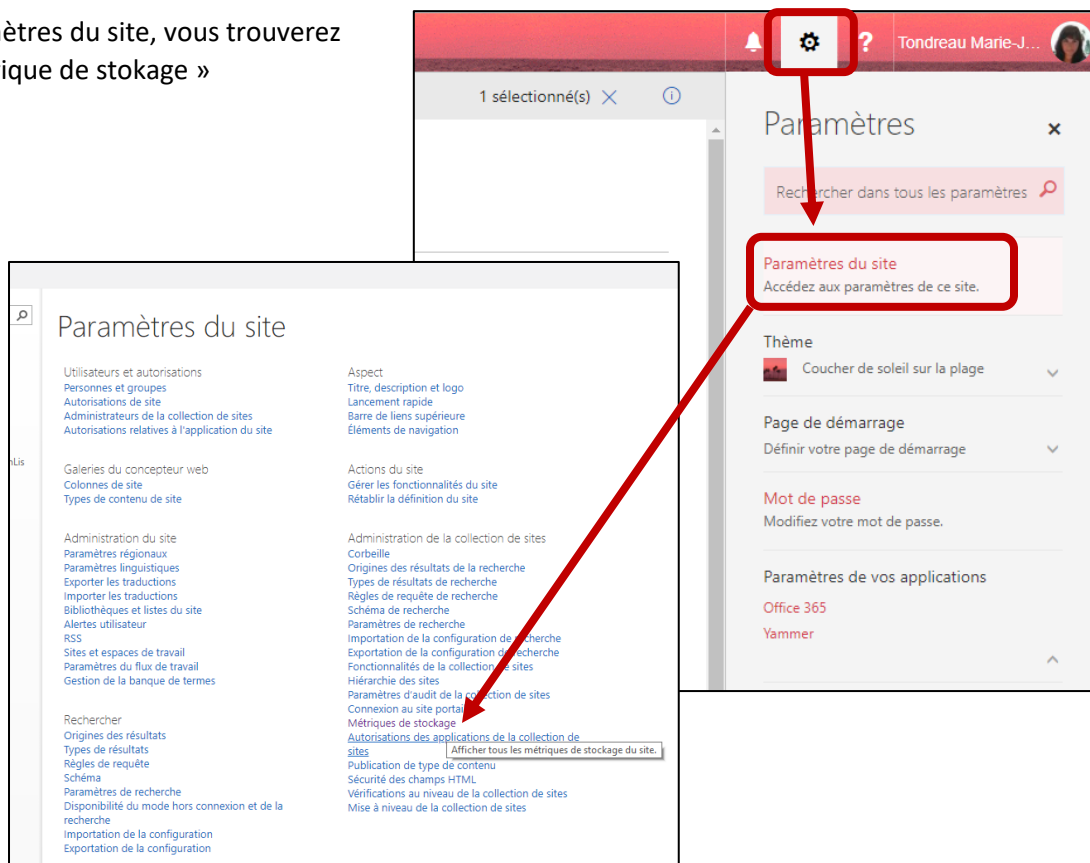 ètres du site, vous trouverez
ique de stokage »
1 sélectionné(s)
?
Tondreau Marie-J...
Paramètres
Rechercher dans tous les paramètres
Paramètres du site
Accédez aux paramètres de ce site.
Thème
Coucher de soleil sur la plage
Page de démarrage
Définir votre page de démarrage
Mot de passe
Modifiez votre mot de passe.
Paramètres de vos applications
Office 365
Yammer
Paramètres du site
nLis
Utilisateurs et autorisations
Personnes et groupes
Autorisations de site
Administrateurs de la collection de sites
Autorisations relatives à l'application du site
Galeries du concepteur web
Colonnes de site
Types de contenu de site
Administration du site
Paramètres régionaux
Paramètres linguistiques
Exporter les traductions
Importer les traductions
Bibliothèques et listes du site
Alertes utilisateur
RSS
Sites et espaces de travail
Paramètres du flux de travail
Gestion de la banque de termes
Rechercher
Origines des résultats
Types de résultats
Règles de requête
Schéma
Paramètres de recherche
Disponibilité du mode hors connexion et de la
recherche
Importation de la configuration
Exportation de la configuration
Aspect
Titre, description et logo
Lancement rapide
Barre de liens supérieure
Éléments de navigation
Actions du site
Gérer les fonctionnalités du site
Rétablir la définition du site
Administration de la collection de sites
Corbeille
Origines des résultats de la recherche
Types de résultats de recherche
Règles de requête de recherche
Schéma de recherche
Paramètres de recherche
Importation de la configuration de recherche
Exportation de la configuration de recherche
Fonctionnalités de la collection de sites
Hiérarchie des sites
Paramètres d'audit de la collection de sites
Connexion au site portail
Métriques de stockage
Autorisations des applications de la collection de
sites
Afficher tous les métriques de stockage du site.
Publication de type de contenu
Sécurité des champs HTML
Vérifications au niveau de la collection de sites
Mise à niveau de la collection de sites